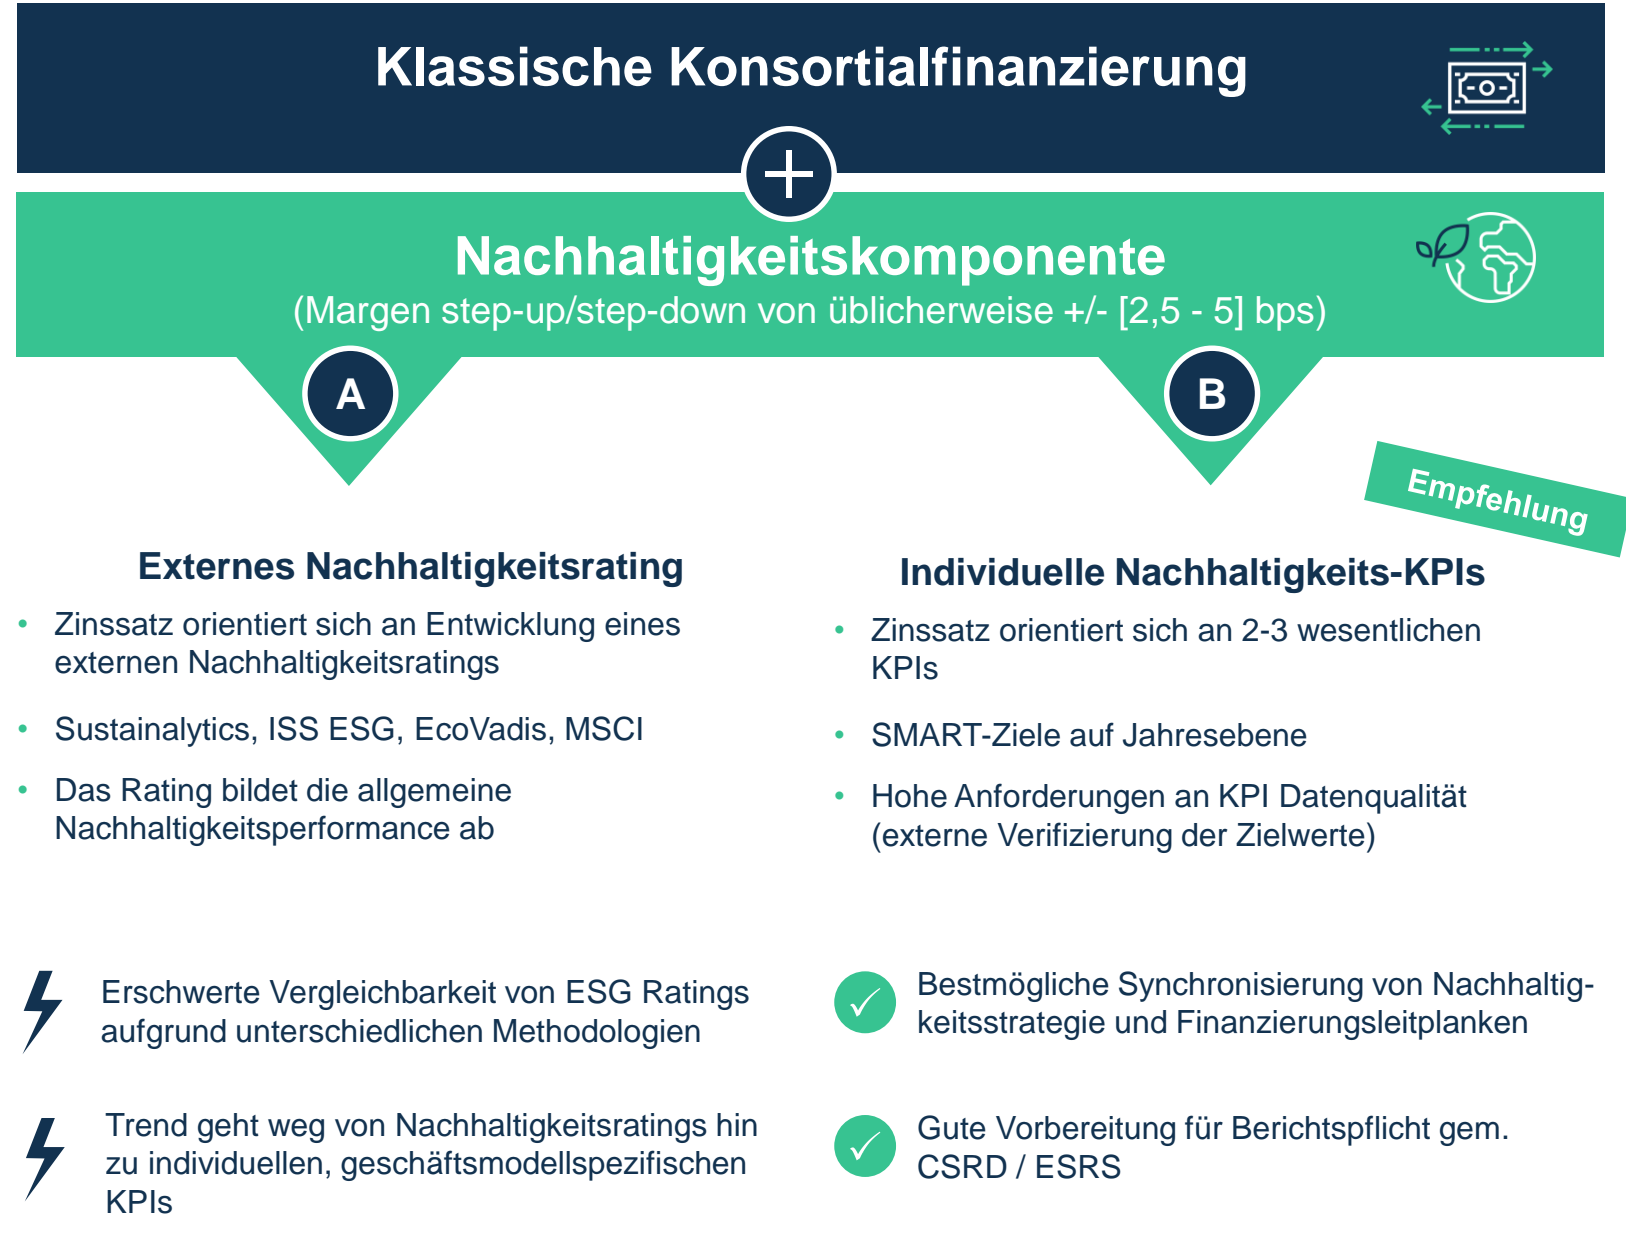 Klassische Konsortialfinanzierung
Nachhaltigkeitskomponente
(Margen step-up/step-down von üblicherweise +/- [2,5 - 5] bps)
A
B
Empfehlung
Externes Nachhaltigkeitsrating
• Zinssatz orientiert sich an Entwicklung eines
externen Nachhaltigkeitsratings
• Sustainalytics, ISS ESG, EcoVadis, MSCI
• Das Rating bildet die allgemeine
Nachhaltigkeitsperformance ab
Erschwerte Vergleichbarkeit von ESG Ratings
aufgrund unterschiedlichen Methodologien
Trend geht weg von Nachhaltigkeitsratings hin
zu individuellen, geschäftsmodellspezifischen
KPIs
Individuelle Nachhaltigkeits-KPIs
• Zinssatz orientiert sich an 2-3 wesentlichen
KPIs
• SMART-Ziele auf Jahresebene
• Hohe Anforderungen an KPI Datenqualität
(externe Verifizierung der Zielwerte)
Bestmögliche Synchronisierung von Nachhaltig-
keitsstrategie und Finanzierungsleitplanken
Gute Vorbereitung für Berichtspflicht gem.
CSRD / ESRS